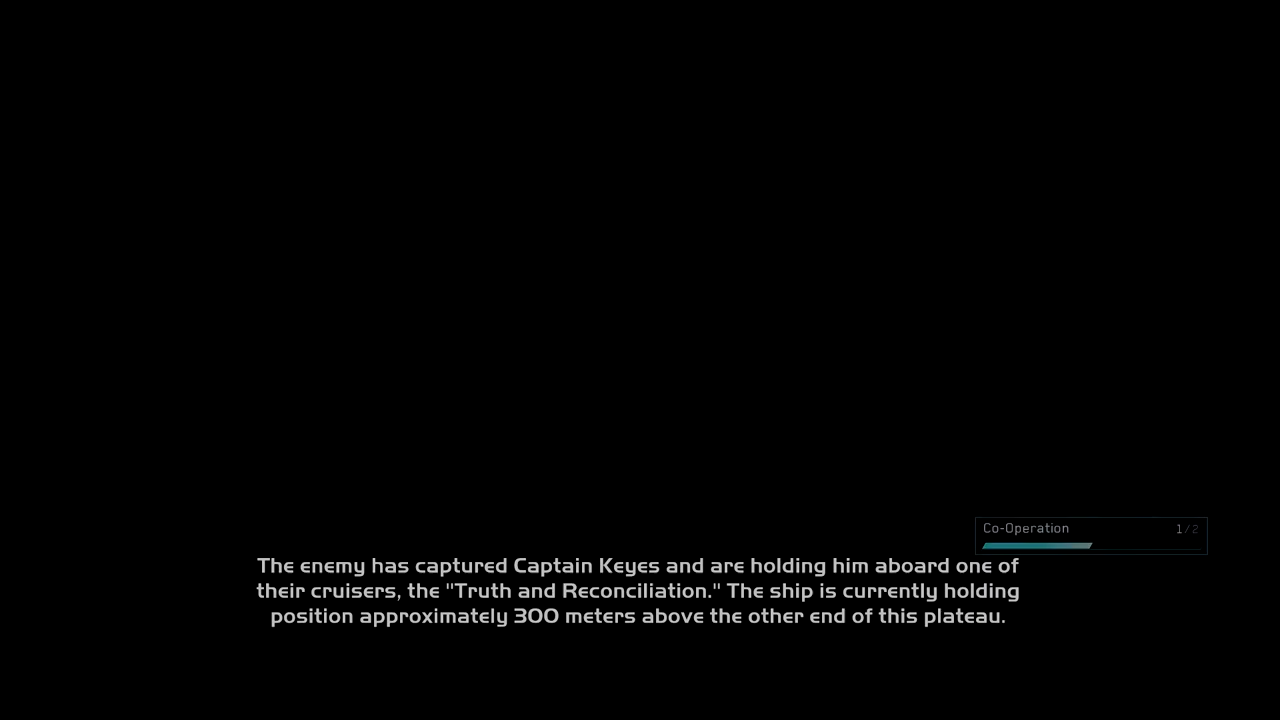 Co-Operation 1/2
The enemy has captured Captain Keyes and are holding him aboard one of
their cruisers, the "Truth and Reconciliation." The ship is currently holding
position approximately 300 meters above the other end of this plateau.